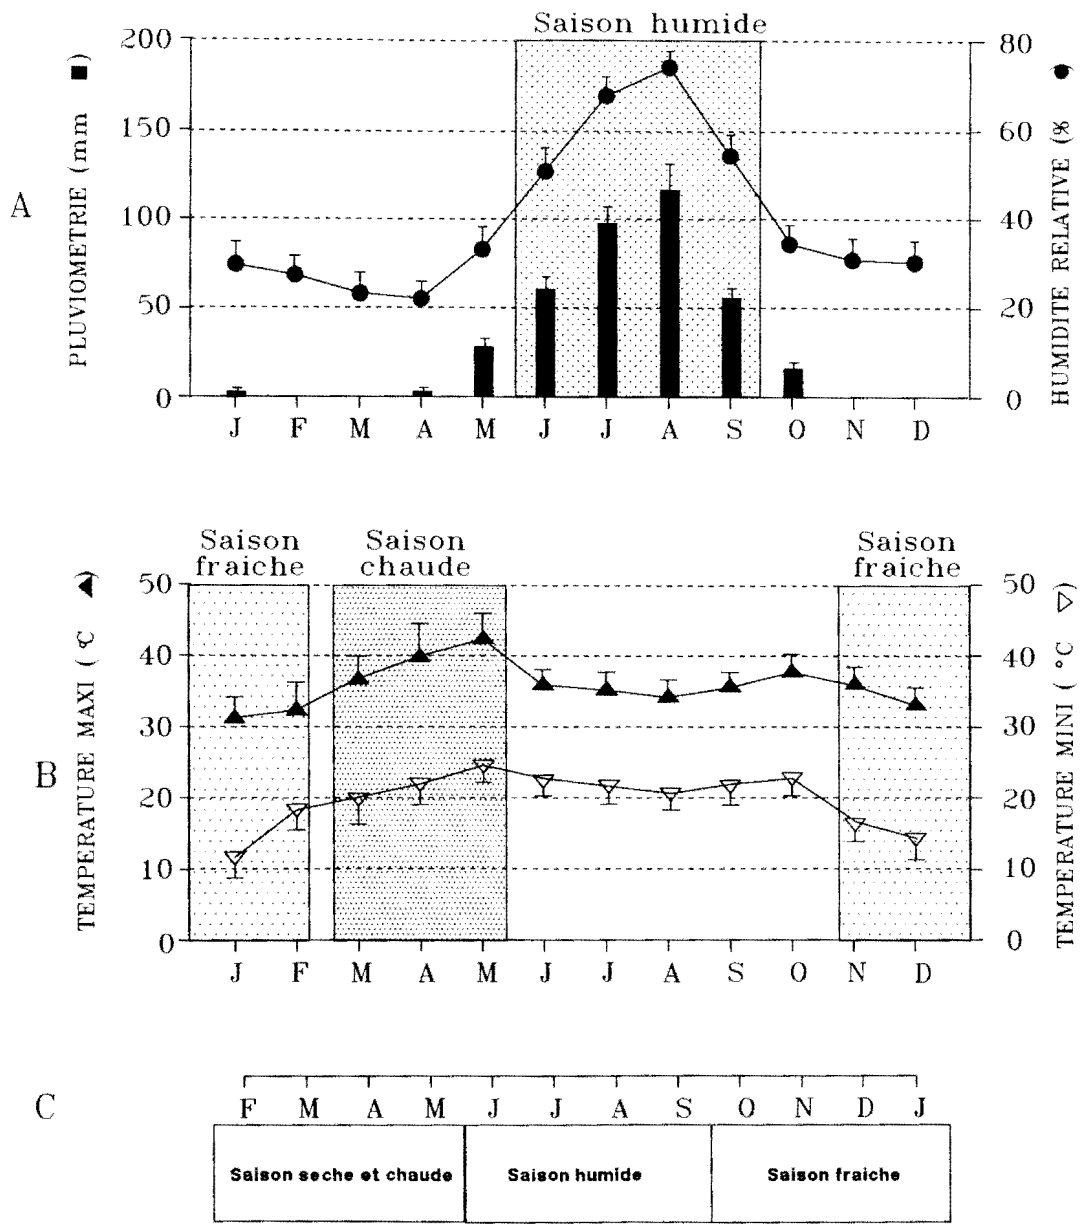 Saison humide
A
PLUVIOMETRIE (mm ■)
200
150
100
50
0
80
60
40
20
0
HUMIDITE RELATIVE (% ●)
J F M A M J J A S O N D
Saison
fraiche
Saison
chaude
Saison
fraiche
B
TEMPERATURE MAXI ( °C ▲)
50
40
30
20
10
0
50
40
30
20
10
0
TEMPERATURE MINI ( °C ▽)
J F M A M J J A S O N D
C
F M A M J J A S O N D J
Saison seche et chaude
Saison humide
Saison fraiche